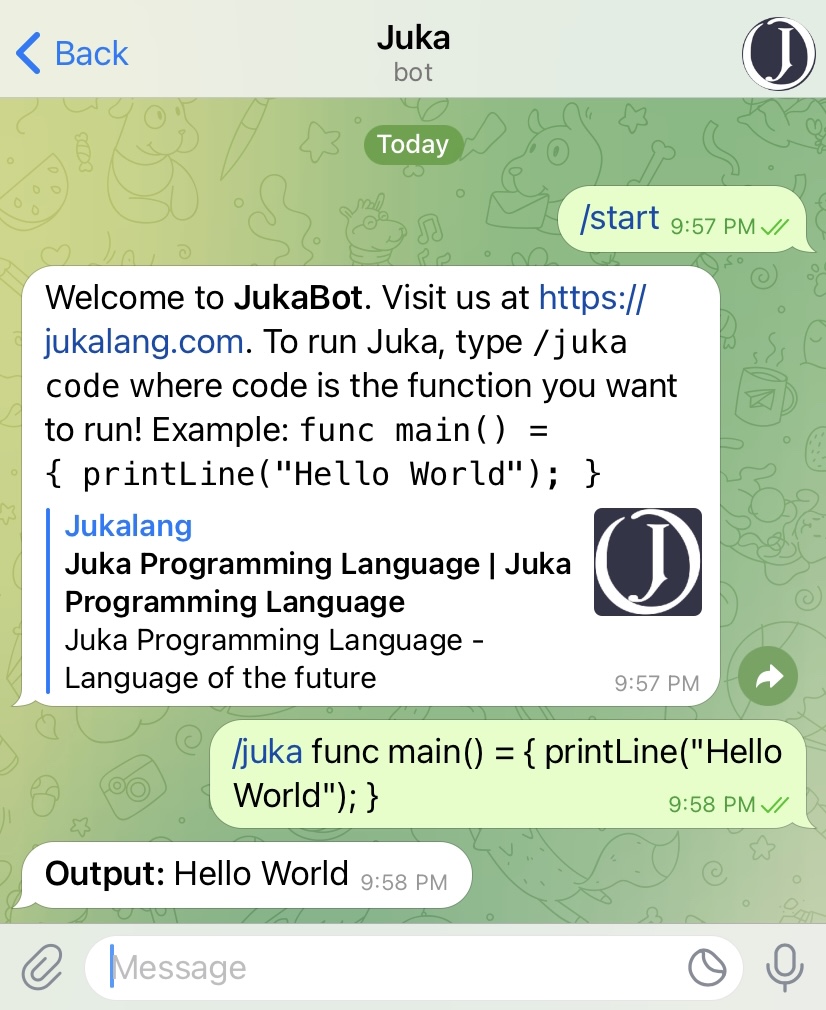 Back
Juka
bot
J
Today
/start 9:57 PM
Welcome to JukaBot. Visit us at https://
jukalang.com. To run Juka, type /juka
code where code is the function you want
to run! Example: func main() =
{ printLine("Hello World"); }
Jukalang
Juka Programming Language | Juka
Programming Language
Juka Programming Language -
Language of the future
J
9:57 PM
/juka func main() = { printLine("Hello
World"); }
9:58 PM
Output: Hello World 9:58 PM
Message